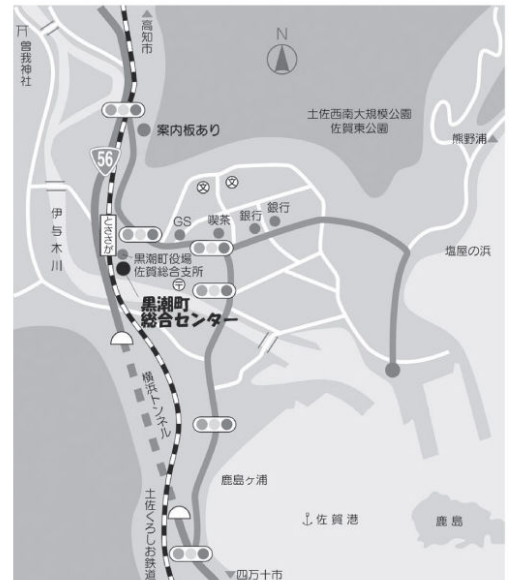 高知市
曽我神社
N
土佐西南大規模公園
佐賀東公園
熊野浦
案内板あり
56
伊与木川
とささが
GS
喫茶
銀行
銀行
塩屋の浜
黒潮町役場
佐賀総合支所
黒潮町
総合センター
横浜トンネル
鹿島ヶ浦
佐賀港
鹿島
土佐くろしお鉄道
四万十市